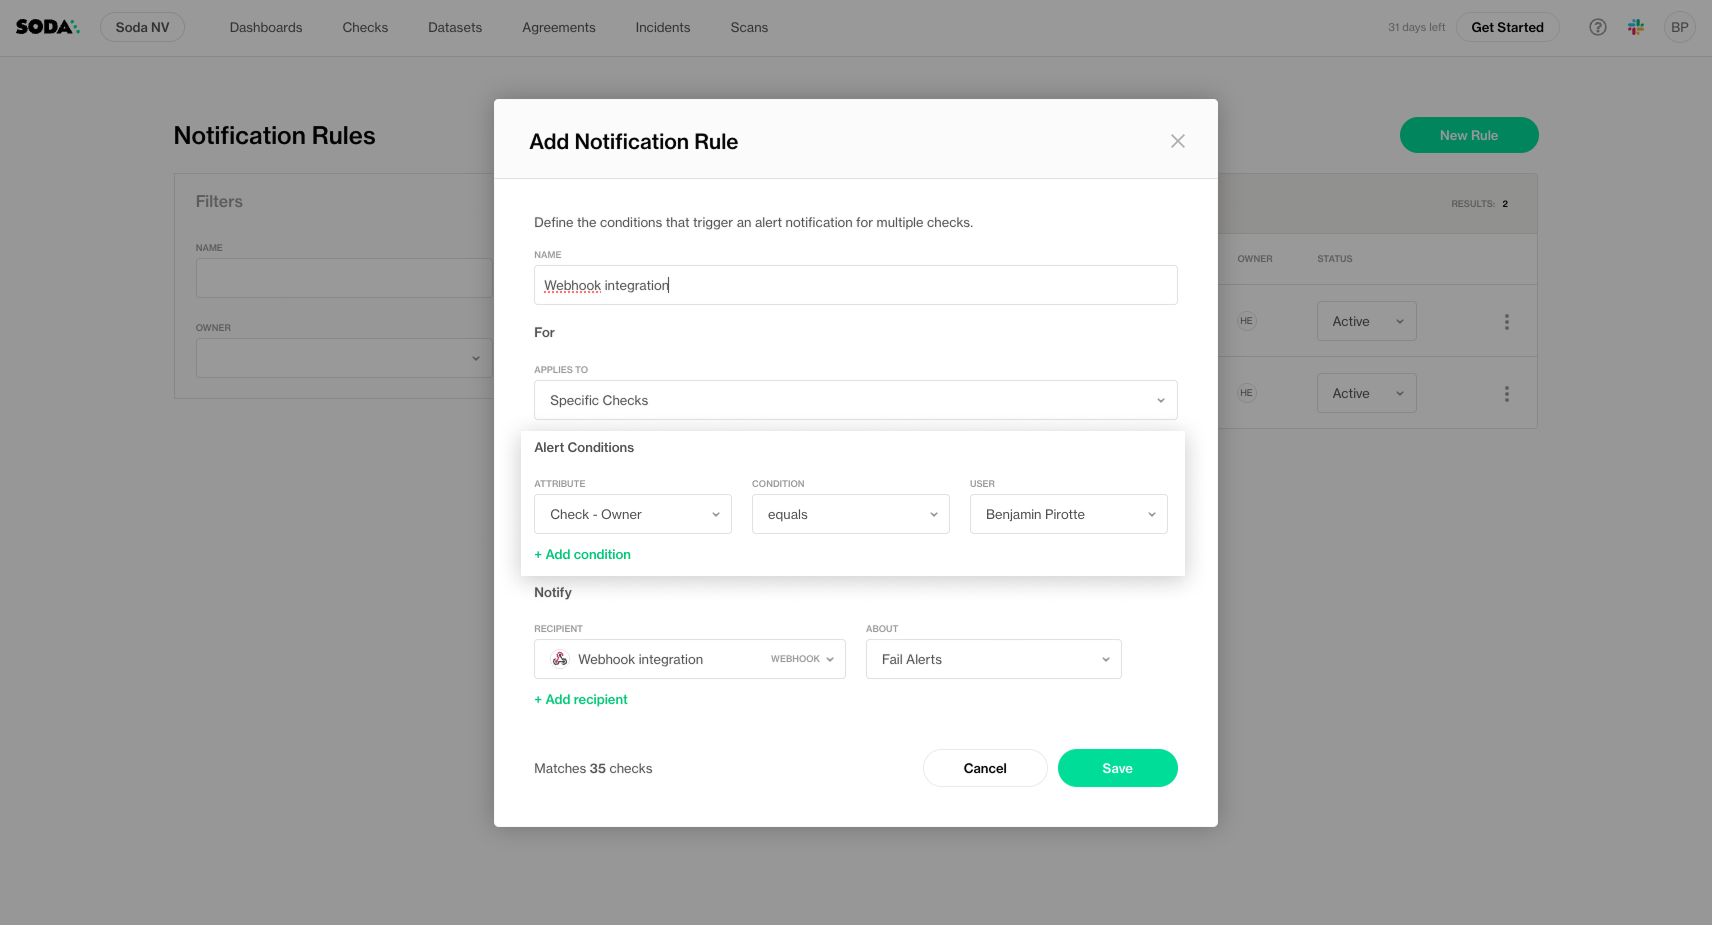 SODA
Soda NV
Dashboards
Checks
Datasets
Agreements
Incidents
Scans
31 days left
Get Started
BP
Notification Rules
New Rule
Filters
NAME
OWNER
RESULTS: 2
OWNER
STATUS
HE
Active
HE
Active
Add Notification Rule
Define the conditions that trigger an alert notification for multiple checks.
NAME
Webhook integration
For
APPLIES TO
Specific Checks
Alert Conditions
ATTRIBUTE
CONDITION
USER
Check - Owner
equals
Benjamin Pirotte
+ Add condition
Notify
RECIPIENT
ABOUT
Webhook integration
WEBHOOK
Fail Alerts
+ Add recipient
Matches 35 checks
Cancel
Save